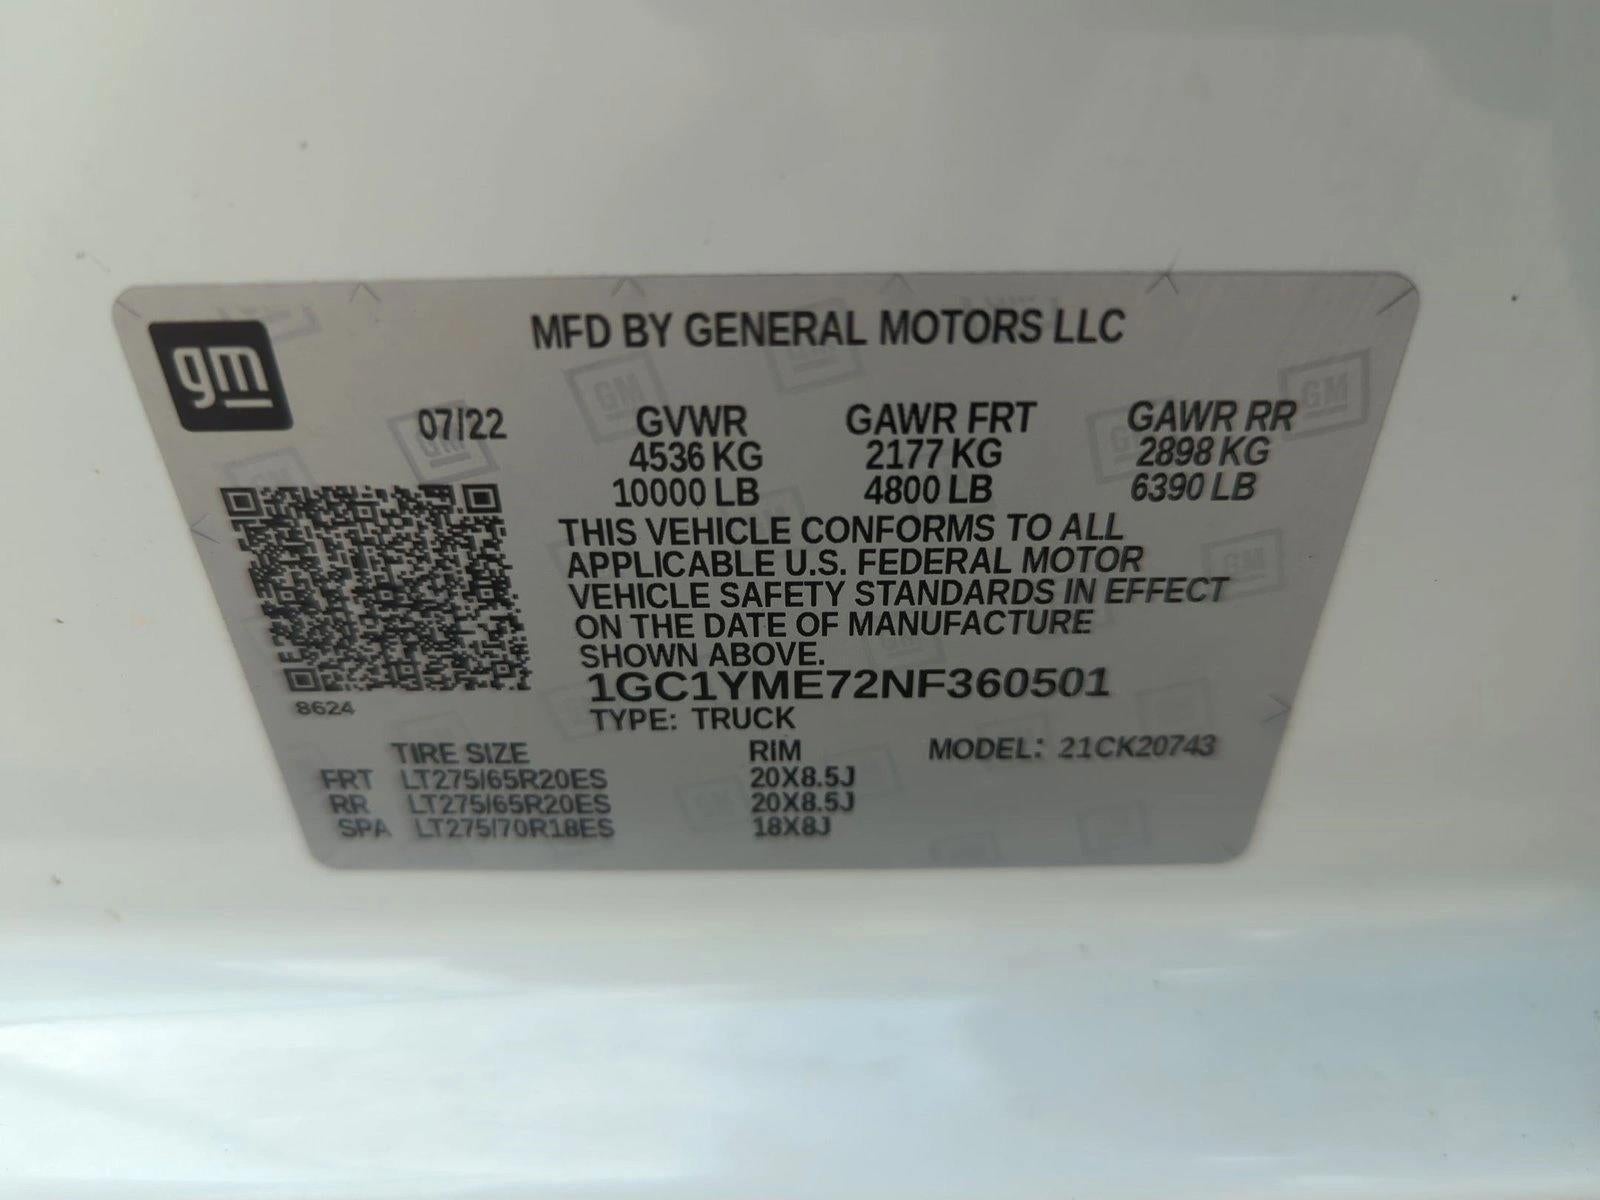 gm
MFD BY GENERAL MOTORS LLC
07/22 GVWR GAWR FRT GAWR RR
4536 KG 2177 KG 2898 KG
10000 LB 4800 LB 6390 LB
THIS VEHICLE CONFORMS TO ALL
APPLICABLE U.S. FEDERAL MOTOR
VEHICLE SAFETY STANDARDS IN EFFECT
ON THE DATE OF MANUFACTURE
SHOWN ABOVE.
1GC1YME72NF360501
8624
TYPE: TRUCK
TIRE SIZE RIM MODEL: 21CK20743
FRT LT275/65R20ES 20X8.5J
RR LT275/65R20ES 20X8.5J
SPA LT275/70R18ES 18X8J